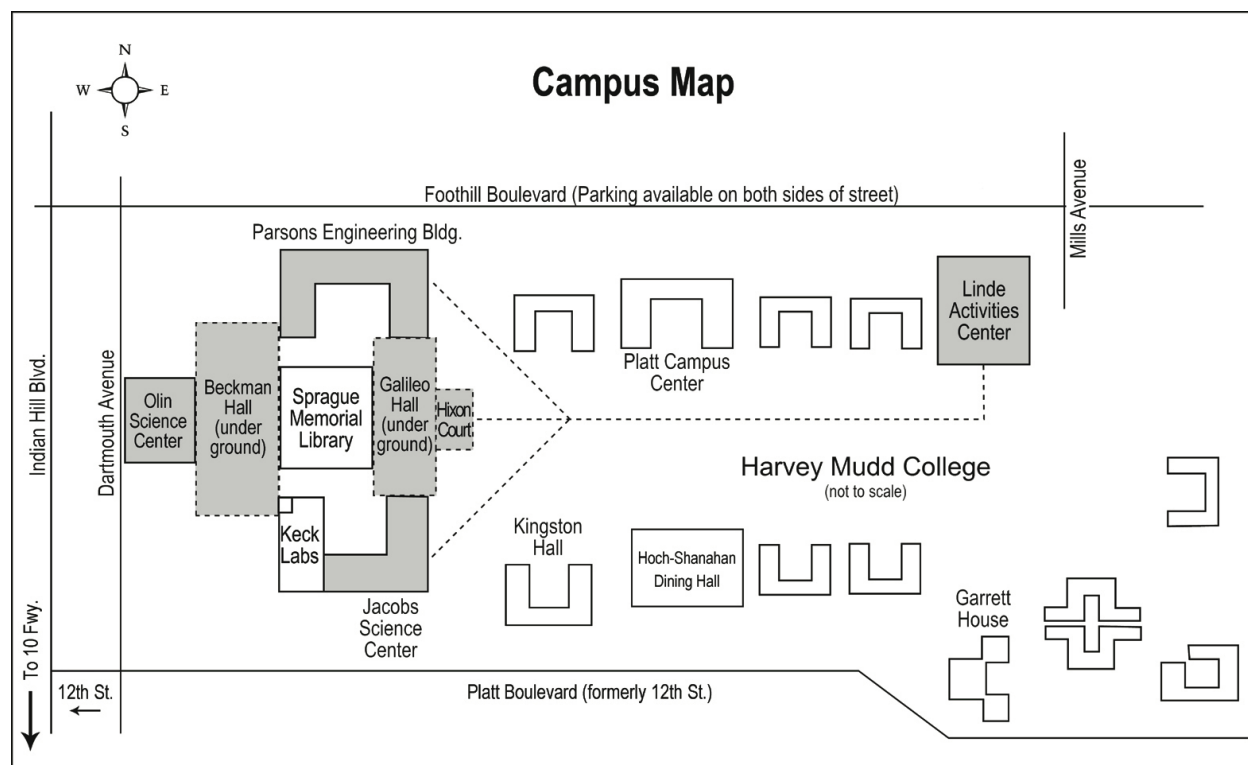 N
W
E
S
Campus Map
Foothill Boulevard (Parking available on both sides of street)
Mills Avenue
Parsons Engineering Bldg.
Linde
Activities
Center
Platt Campus
Center
Indian Hill Blvd.
Dartmouth Avenue
Olin
Science
Center
Beckman
Hall
(under
ground)
Sprague
Memorial
Library
Galileo
Hall
(under
ground)
Hixon
Court
Harvey Mudd College
(not to scale)
Keck
Labs
Kingston
Hall
Hoch-Shanahan
Dining Hall
Jacobs
Science
Center
Garrett
House
To 10 Fwy.
12th St.
Platt Boulevard (formerly 12th St.)